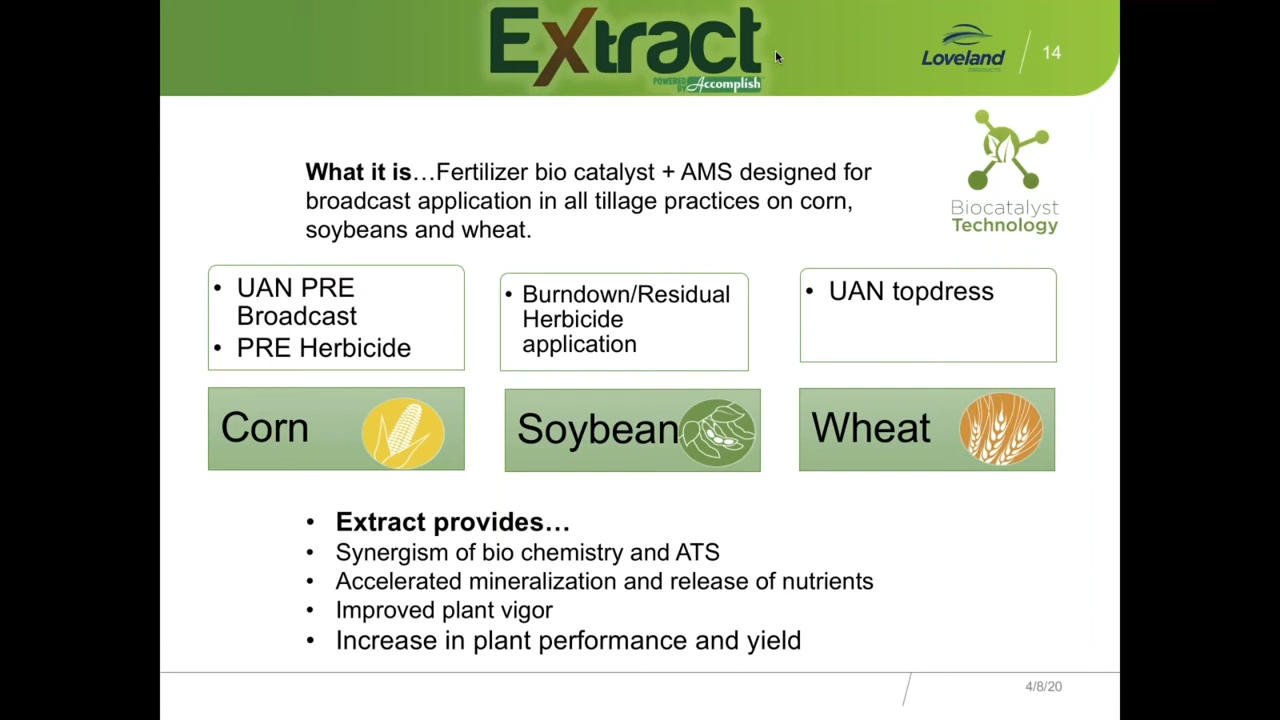 Extract
POWERED BY Accomplish
Loveland
PRODUCTS
14
What it is…Fertilizer bio catalyst + AMS designed for
broadcast application in all tillage practices on corn,
soybeans and wheat.
Biocatalyst
Technology
• UAN PRE
Broadcast
• PRE Herbicide
• Burndown/Residual
Herbicide
application
• UAN topdress
Corn
Soybean
Wheat
• Extract provides…
• Synergism of bio chemistry and ATS
• Accelerated mineralization and release of nutrients
• Improved plant vigor
• Increase in plant performance and yield
4/8/20